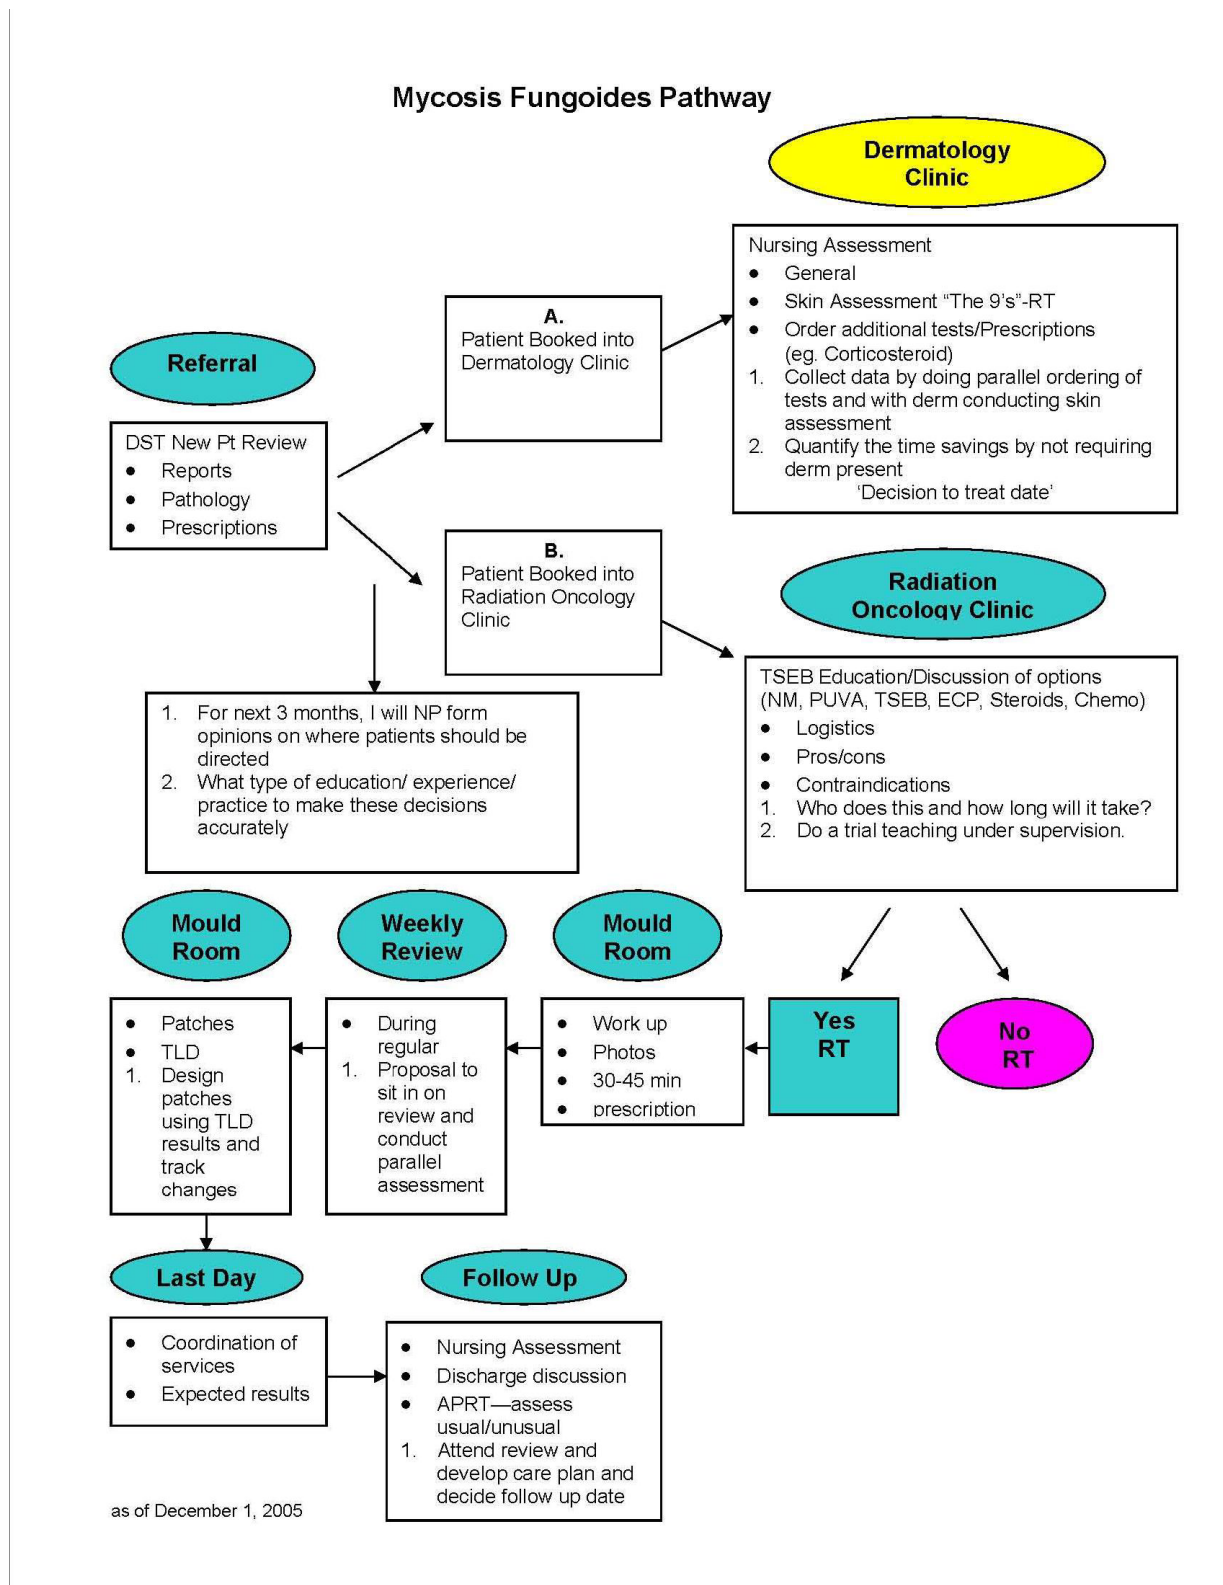 Mycosis Fungoides Pathway
Dermatology
Clinic
Nursing Assessment
● General
● Skin Assessment “The 9’s”-RT
● Order additional tests/Prescriptions
(eg. Corticosteroid)
1. Collect data by doing parallel ordering of
tests and with derm conducting skin
assessment
2. Quantify the time savings by not requiring
derm present
‘Decision to treat date’
A.
Patient Booked into
Dermatology Clinic
Referral
DST New Pt Review
● Reports
● Pathology
● Prescriptions
B.
Patient Booked into
Radiation Oncology
Clinic
Radiation
Oncology Clinic
TSEB Education/Discussion of options
(NM, PUVA, TSEB, ECP, Steroids, Chemo)
● Logistics
● Pros/cons
● Contraindications
1. Who does this and how long will it take?
2. Do a trial teaching under supervision.
1. For next 3 months, I will NP form
opinions on where patients should be
directed
2. What type of education/ experience/
practice to make these decisions
accurately
Mould
Room
● Patches
● TLD
1. Design
patches
using TLD
results and
track
changes
Weekly
Review
● During
regular
1. Proposal to
sit in on
review and
conduct
parallel
assessment
Mould
Room
● Work up
● Photos
● 30-45 min
● prescription
Yes
RT
No
RT
Last Day
● Coordination of
services
● Expected results
Follow Up
● Nursing Assessment
● Discharge discussion
● APRT—assess
usual/unusual
1. Attend review and
develop care plan and
decide follow up date
as of December 1, 2005